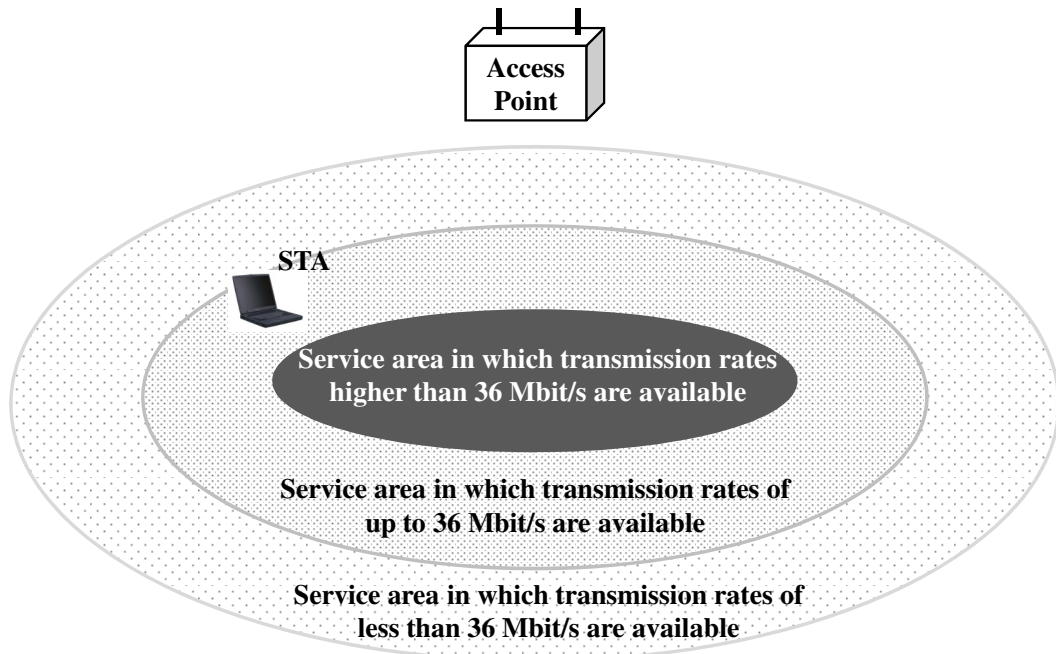 Access
Point
STA
Service area in which transmission rates
higher than 36 Mbit/s are available
Service area in which transmission rates of
up to 36 Mbit/s are available
Service area in which transmission rates of
less than 36 Mbit/s are available